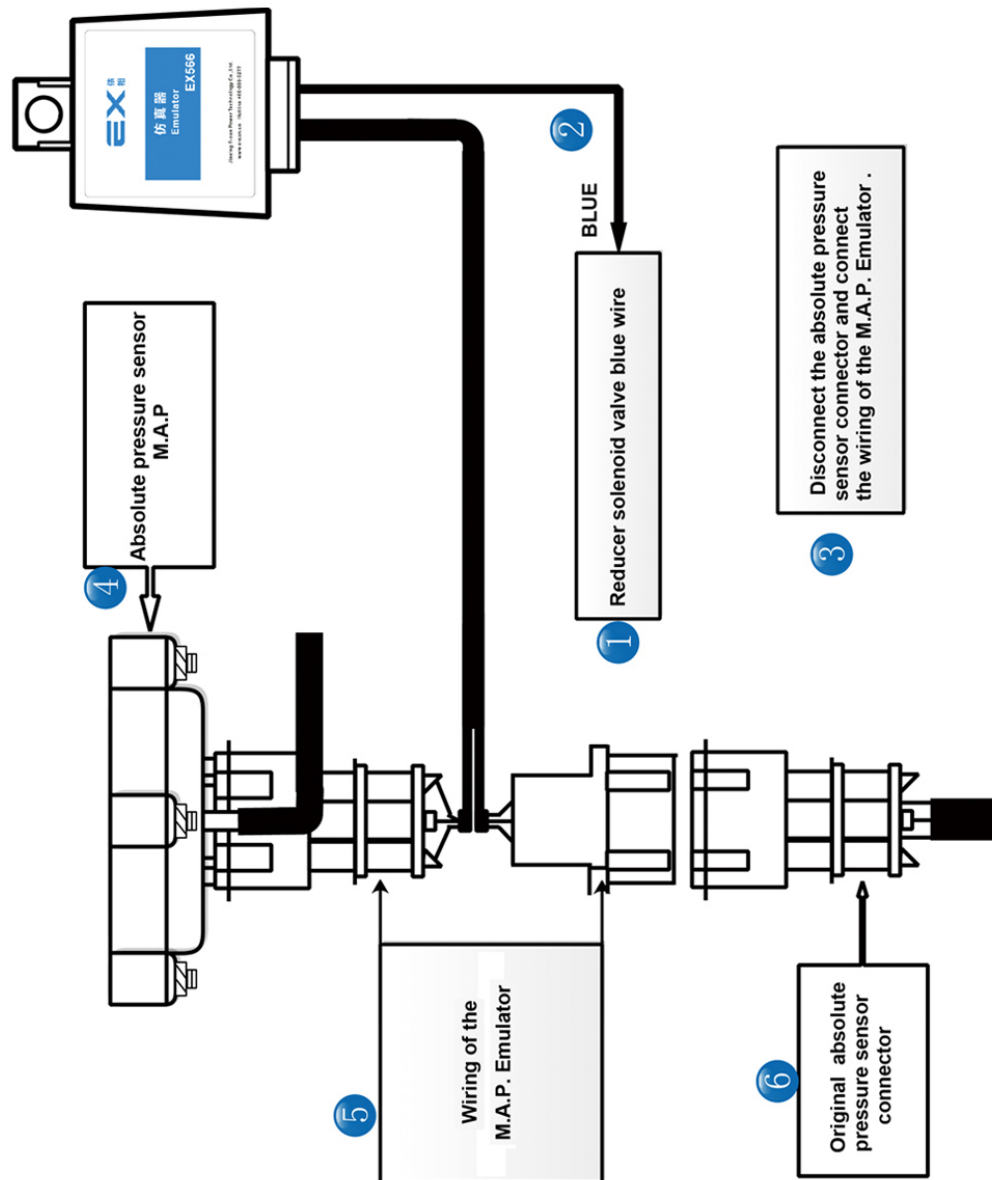 EX
仿真器
Emulator
EX566
2
BLUE
4
Absolute pressure sensor
M.A.P
1
Reducer solenoid valve blue wire
3
Disconnect the absolute pressure
sensor connector and connect
the wiring of the M.A.P. Emulator .
5
Wiring of the
M.A.P. Emulator
6
Original absolute
pressure sensor
connector